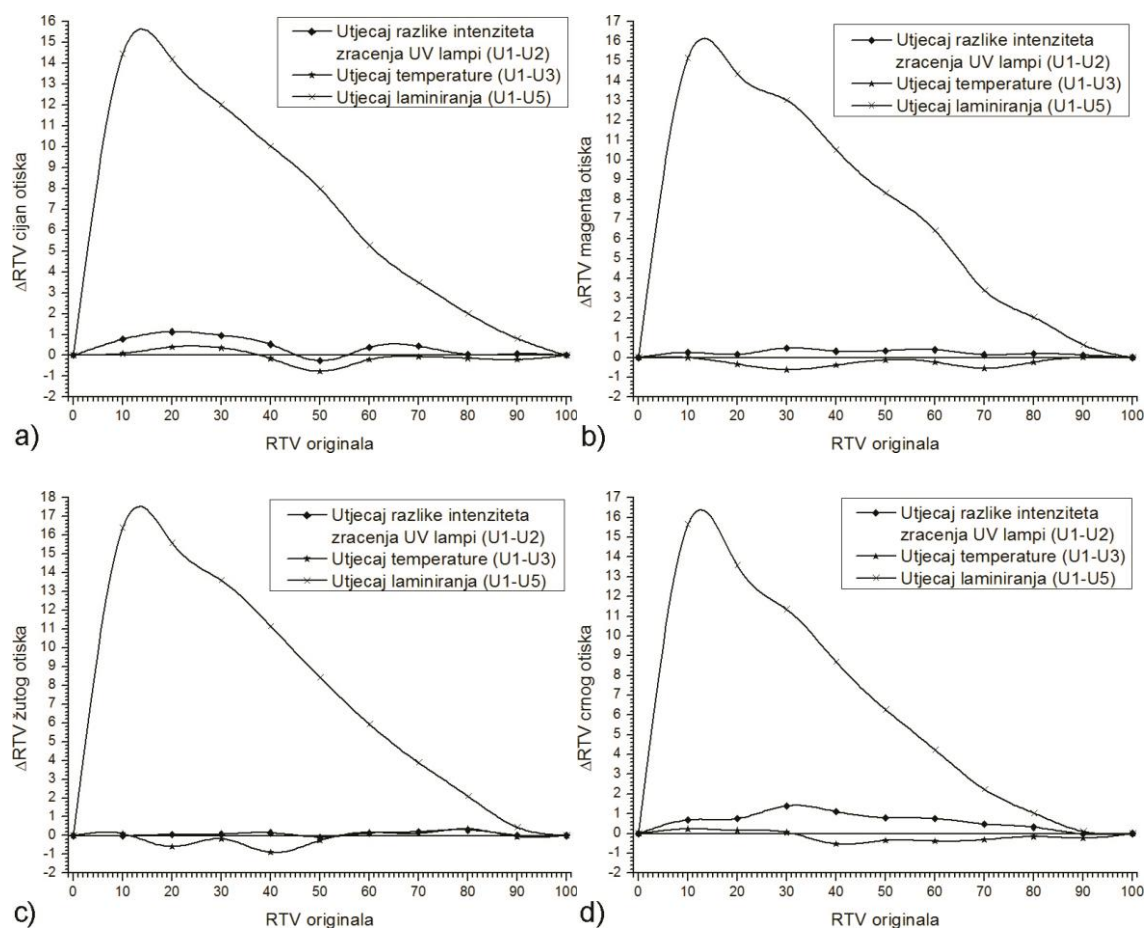 16
15
14
13
12
11
10
9
8
7
6
5
4
3
2
1
0
-1
-2
ΔRTV cijan otiska
Utjecaj razlike intenziteta
zracenja UV lampi (U1-U2)
Utjecaj temperature (U1-U3)
Utjecaj laminiranja (U1-U5)
0 10 20 30 40 50 60 70 80 90 100
RTV originala
a)
17
16
15
14
13
12
11
10
9
8
7
6
5
4
3
2
1
0
-1
-2
ΔRTV magenta otiska
Utjecaj razlike intenziteta
zracenja UV lampi (U1-U2)
Utjecaj temperature (U1-U3)
Utjecaj laminiranja (U1-U5)
0 10 20 30 40 50 60 70 80 90 100
RTV originala
b)
18
17
16
15
14
13
12
11
10
9
8
7
6
5
4
3
2
1
0
-1
-2
ΔRTV žutog otiska
Utjecaj razlike intenziteta
zracenja UV lampi (U1-U2)
Utjecaj temperature (U1-U3)
Utjecaj laminiranja (U1-U5)
0 10 20 30 40 50 60 70 80 90 100
RTV originala
c)
17
16
15
14
13
12
11
10
9
8
7
6
5
4
3
2
1
0
-1
-2
ΔRTV crnog otiska
Utjecaj razlike intenziteta
zracenja UV lampi (U1-U2)
Utjecaj temperature (U1-U3)
Utjecaj laminiranja (U1-U5)
0 10 20 30 40 50 60 70 80 90 100
RTV originala
d)